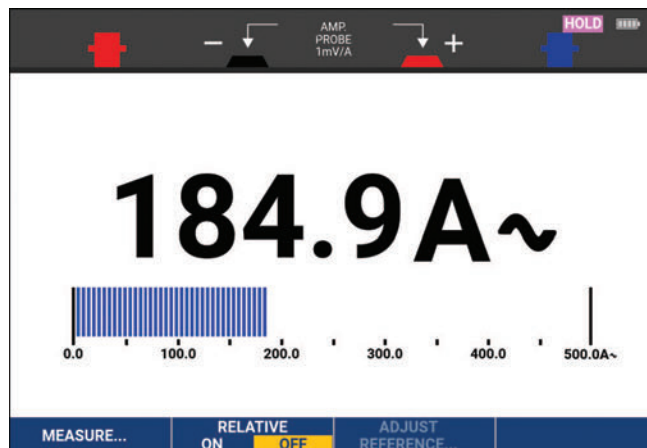 AMP.
PROBE
1mV/A
HOLD
− +
184.9A~
0.0 100.0 200.0 300.0 400.0 500.0A~
MEASURE...
RELATIVE
ON OFF
ADJUST
REFERENCE...